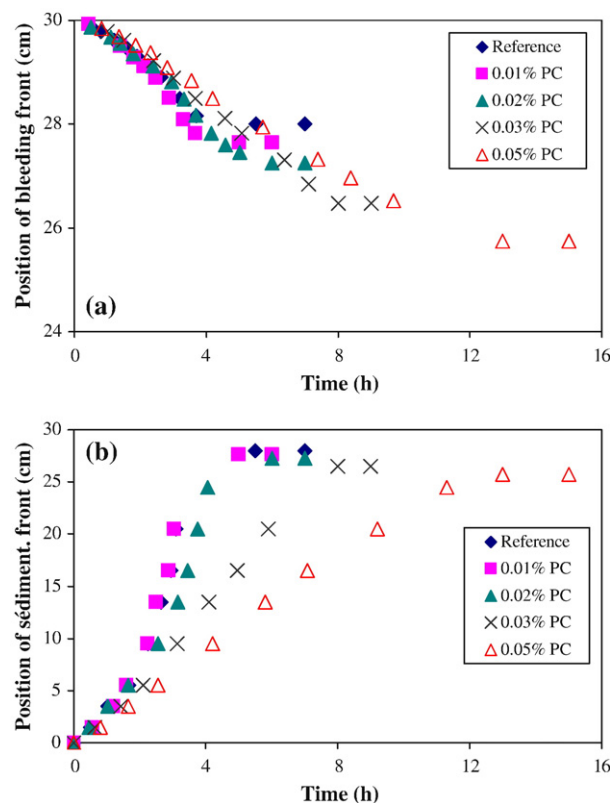 30
28
26
24
Position of bleeding front (cm)
(a)
Reference
0.01% PC
0.02% PC
0.03% PC
0.05% PC
0 4 8 12 16
Time (h)
30
25
20
15
10
5
0
Position of sédiment. front (cm)
(b)
Reference
0.01% PC
0.02% PC
0.03% PC
0.05% PC
0 4 8 12 16
Time (h)